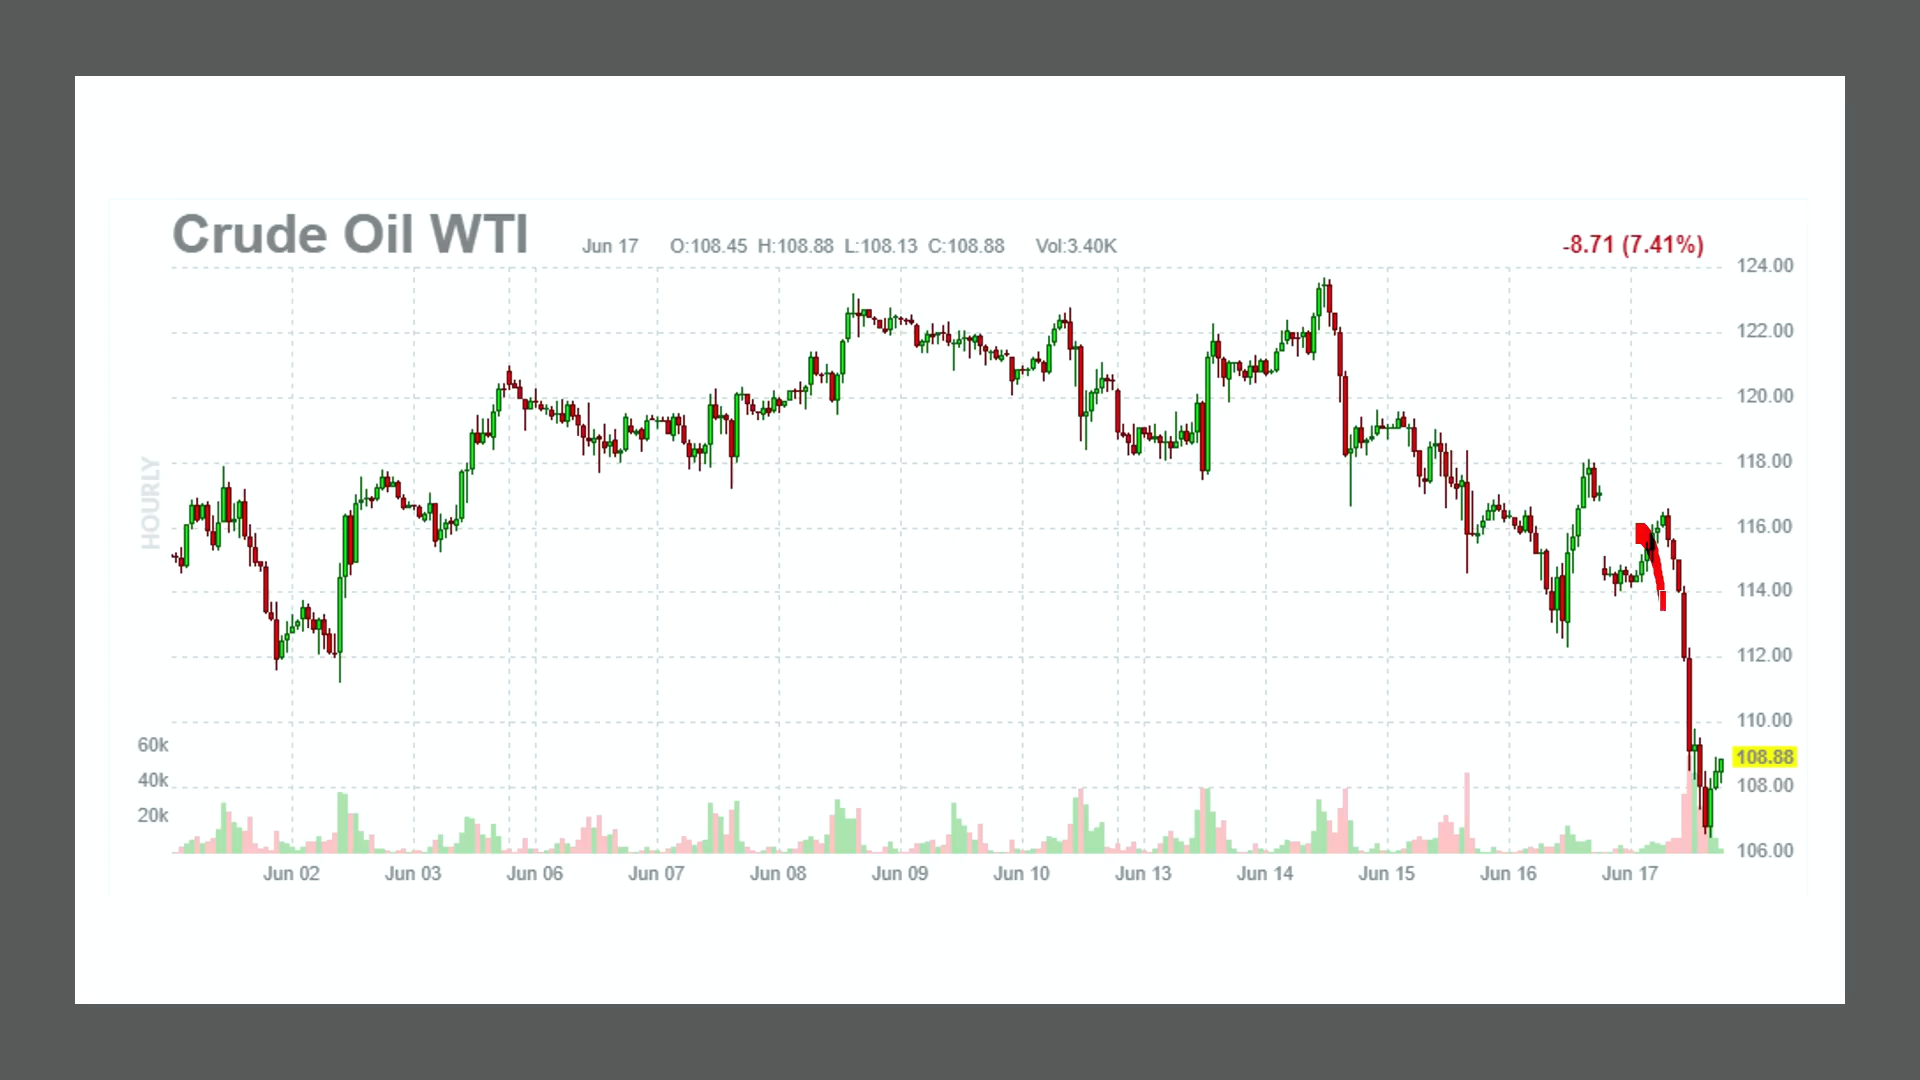 Crude Oil WTI Jun 17 O:108.45 H:108.88 L:108.13 C:108.88 Vol:3.40K -8.71 (7.41%)
124.00
122.00
120.00
118.00
HOURLY
116.00
114.00
112.00
110.00
60k
108.88
40k
108.00
20k
106.00
Jun 02 Jun 03 Jun 06 Jun 07 Jun 08 Jun 09 Jun 10 Jun 13 Jun 14 Jun 15 Jun 16 Jun 17